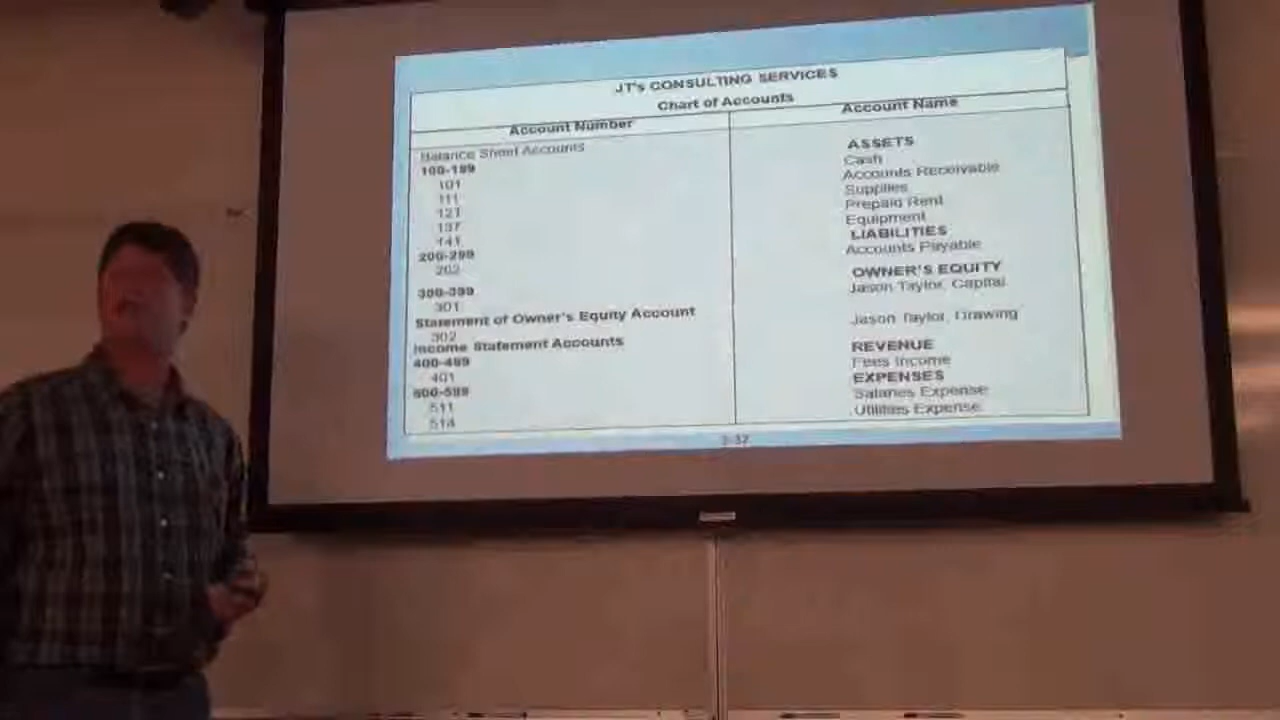 JT's CONSULTING SERVICES
Chart of Accounts
Account Number Account Name
Balance Sheet Accounts
100-199 ASSETS
101 Cash
111 Accounts Receivable
121 Supplies
137 Prepaid Rent
141 Equipment
200-299 LIABILITIES
202 Accounts Payable
300-399 OWNER'S EQUITY
301 Jason Taylor, Capital
Statement of Owner's Equity Account
302 Jason Taylor, Drawing
Income Statement Accounts
400-499 REVENUE
401 Fees Income
500-599 EXPENSES
511 Salaries Expense
514 Utilities Expense